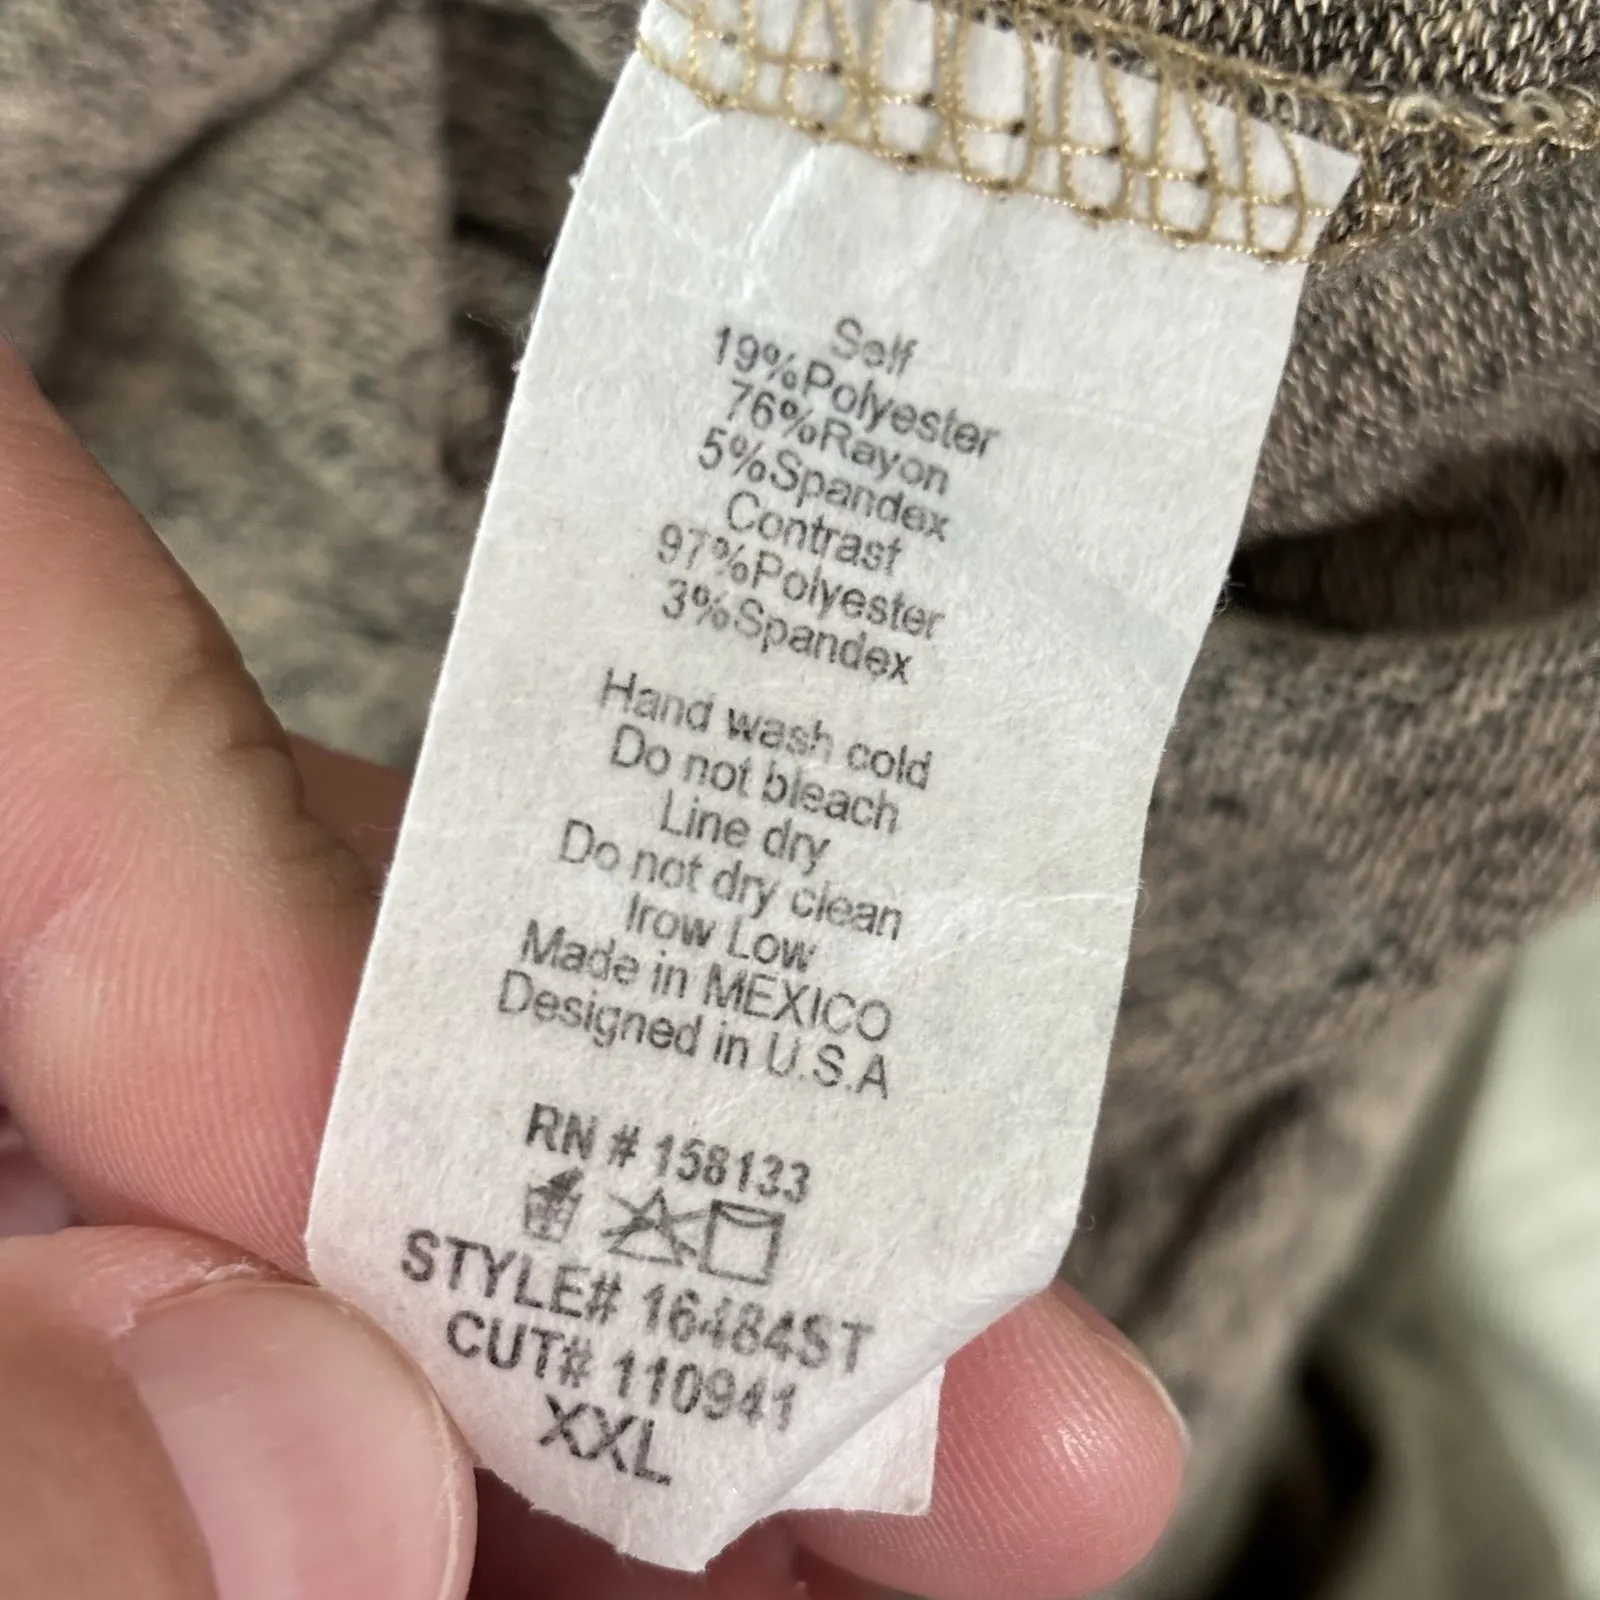 Self
19%Polyester
76%Rayon
5%Spandex
Contrast
97%Polyester
3%Spandex
Hand wash cold
Do not bleach
Line dry
Do not dry clean
Irow Low
Made in MEXICO
Designed in U.S.A
RN # 158133
STYLE# 16484ST
CUT# 110941
XXL